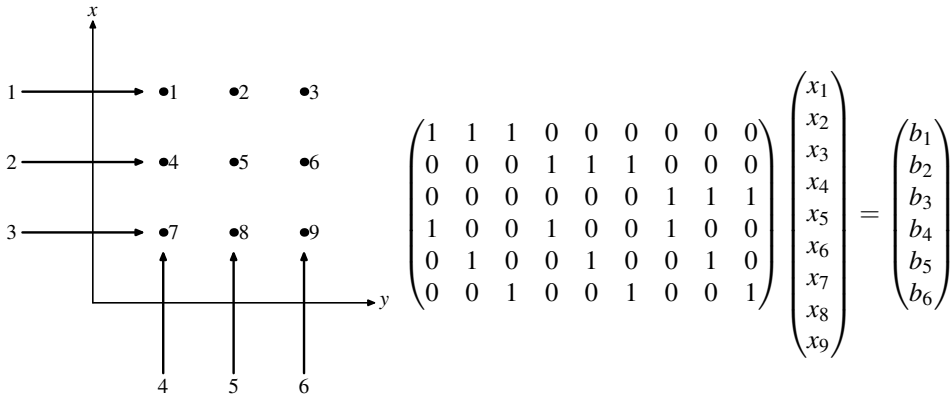 x
1 1 2 3
2 4 5 6
3 7 8 9
y
4 5 6
1 1 1 0 0 0 0 0 0
0 0 0 1 1 1 0 0 0
0 0 0 0 0 0 1 1 1
1 0 0 1 0 0 1 0 0
0 1 0 0 1 0 0 1 0
0 0 1 0 0 1 0 0 1
x₁
x₂
x₃
x₄
x₅
x₆
x₇
x₈
x₉
=
b₁
b₂
b₃
b₄
b₅
b₆